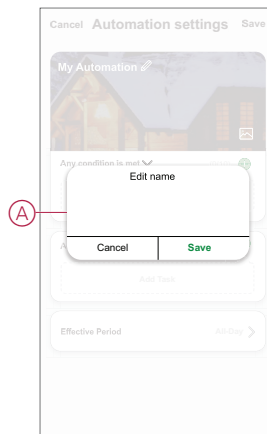 Cancel Automation settings Save
My Automation
Any condition is met
Edit name
A
Cancel Save
A
Add Task
Effective Period All-Day